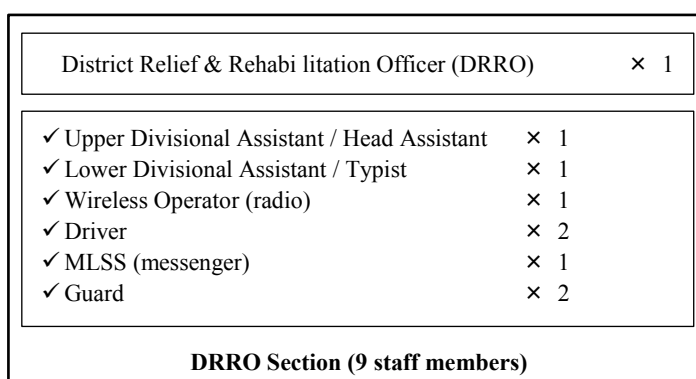 District Relief & Rehabi litation Officer (DRRO) × 1
✓ Upper Divisional Assistant / Head Assistant × 1
✓ Lower Divisional Assistant / Typist × 1
✓ Wireless Operator (radio) × 1
✓ Driver × 2
✓ MLSS (messenger) × 1
✓ Guard × 2
DRRO Section (9 staff members)